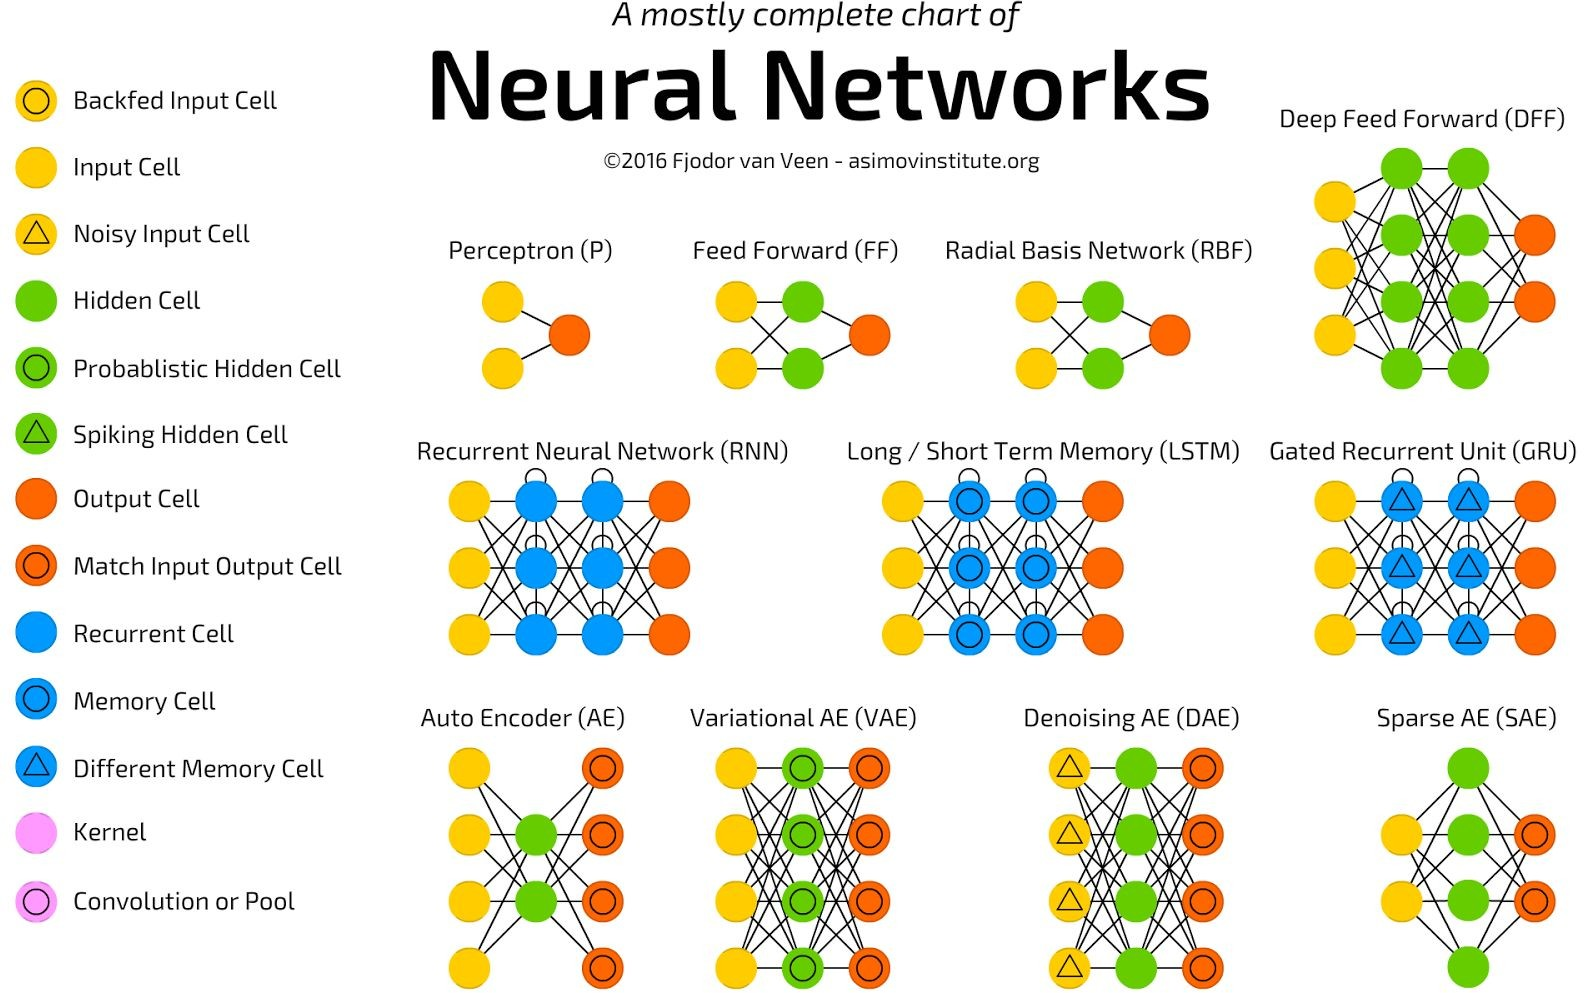 A mostly complete chart of
Neural Networks
©2016 Fjodor van Veen - asimovinstitute.org
Backfed Input Cell
Input Cell
Noisy Input Cell
Hidden Cell
Probablistic Hidden Cell
Spiking Hidden Cell
Output Cell
Match Input Output Cell
Recurrent Cell
Memory Cell
Different Memory Cell
Kernel
Convolution or Pool
Deep Feed Forward (DFF)
Perceptron (P)
Feed Forward (FF)
Radial Basis Network (RBF)
Recurrent Neural Network (RNN)
Long / Short Term Memory (LSTM)
Gated Recurrent Unit (GRU)
Auto Encoder (AE)
Variational AE (VAE)
Denoising AE (DAE)
Sparse AE (SAE)